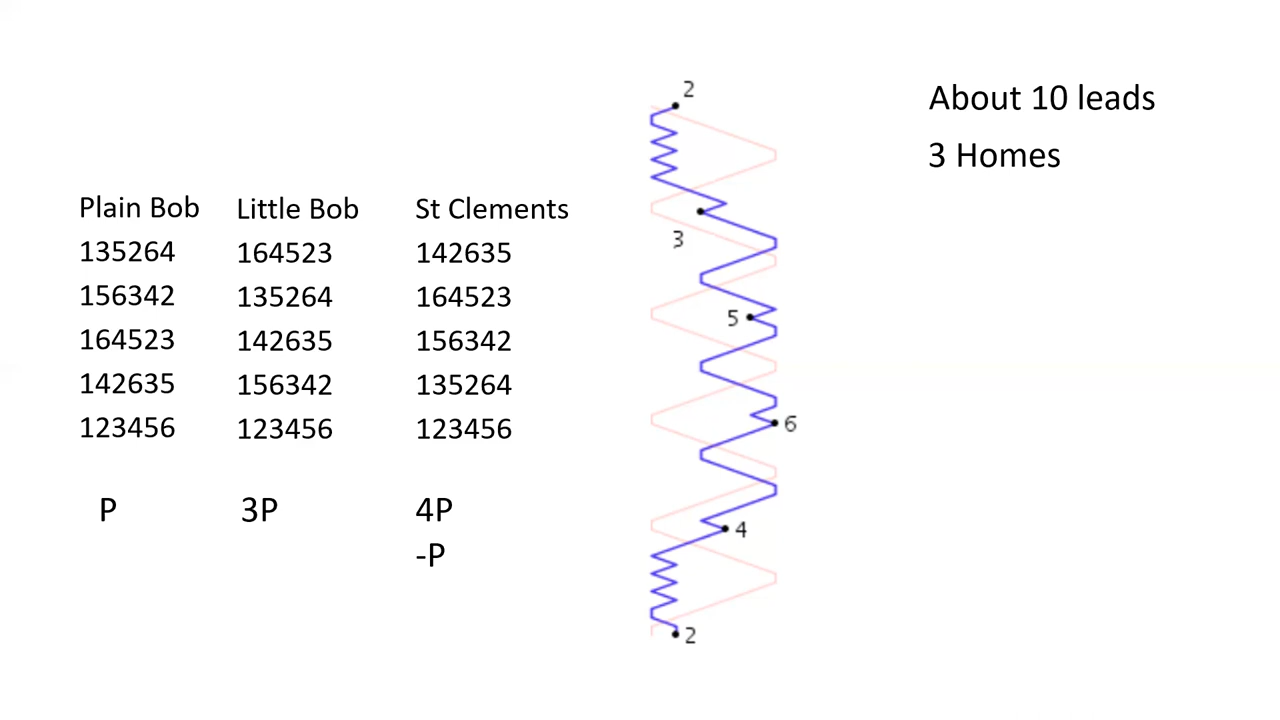 Plain Bob
135264
156342
164523
142635
123456
P
Little Bob
164523
135264
142635
156342
123456
3P
St Clements
142635
164523
156342
135264
123456
4P
-P
2
3
5
6
4
2
About 10 leads
3 Homes